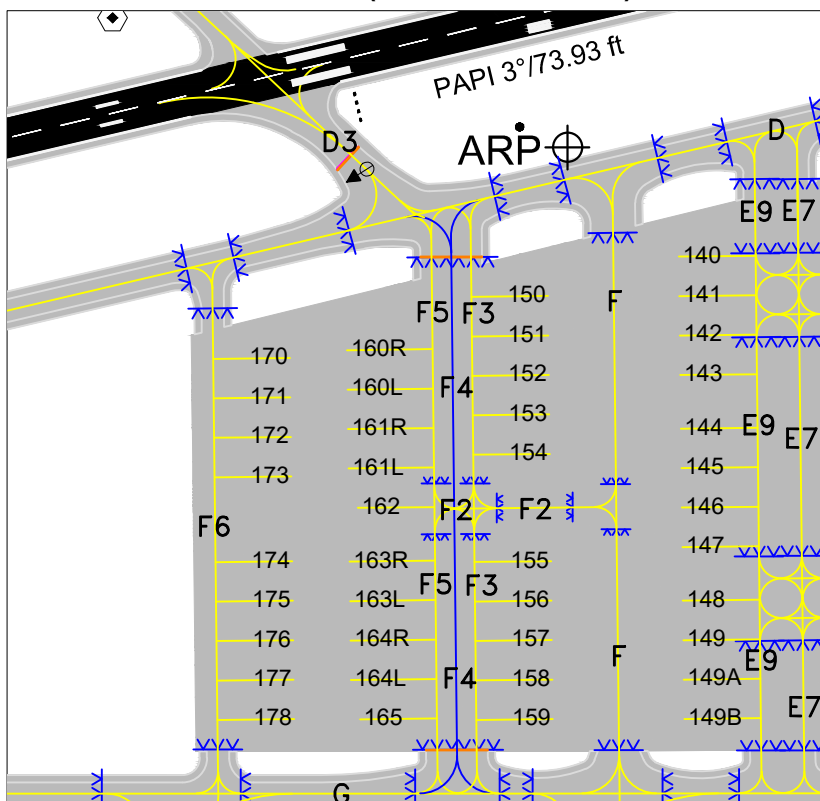 PAPI 3°/73.93 ft
D3
ARP
D
E9 E7
140
150 F 141
F5 F3
151 142
170 160R
152 143
171 160L F4
153
172 161R 154 144 E9 E7
173 161L 145
162 F2 F2 146
F6
147
174 163R 155
F5 F3
175 163L 156 148
176 164R 157 149
F E9
177 164L F4 158 149A
178 165 159 149B E7
G